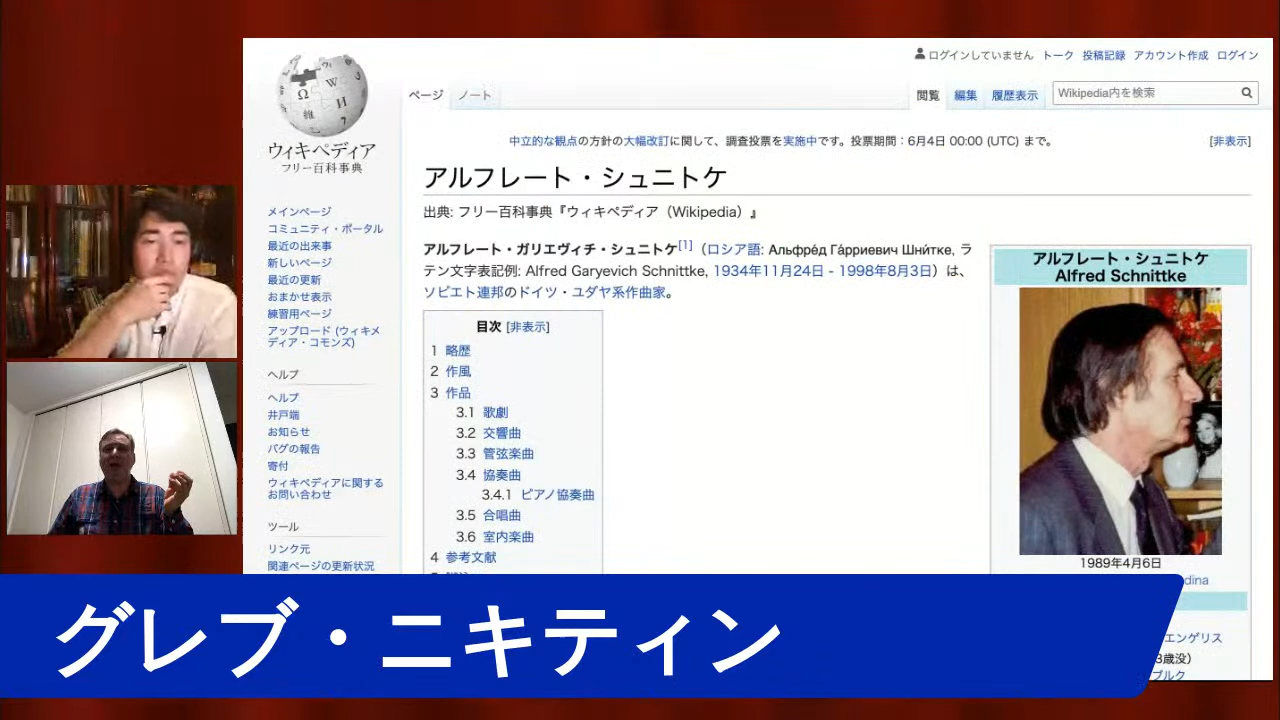 ログインしていません トーク 投稿記録 アカウント作成 ログイン
ページ ノート 閲覧 編集 履歴表示 Wikipedia内を検索
Ω W И 維
ウィキペディア
フリー百科事典
中立的な観点の方針の大幅改訂に関して、調査投票を実施中です。投票期間：6月4日 00:00 (UTC) まで。 [非表示]
アルフレート・シュニトケ
出典: フリー百科事典『ウィキペディア（Wikipedia）』
アルフレート・ガリエヴィチ・シュニトケ[1]（ロシア語: Альфре́д Га́рриевич Шни́тке, ラ
テン文字表記例: Alfred Garyevich Schnittke, 1934年11月24日 - 1998年8月3日）は、
ソビエト連邦のドイツ・ユダヤ系作曲家。
目次 [非表示]
1 略歴
2 作風
3 作品
3.1 歌劇
3.2 交響曲
3.3 管弦楽曲
3.4 協奏曲
3.4.1 ピアノ協奏曲
3.5 合唱曲
3.6 室内楽曲
4 参考文献
アルフレート・シュニトケ
Alfred Schnittke
1989年4月6日
dina
エンゲリス
3歳没）
ブルク
メインページ
コミュニティ・ポータル
最近の出来事
新しいページ
最近の更新
おまかせ表示
練習用ページ
アップロード (ウィキメ
ディア・コモンズ)
ヘルプ
ヘルプ
井戸端
お知らせ
バグの報告
寄付
ウィキペディアに関する
お問い合わせ
ツール
リンク元
関連ページの更新状況
グレブ・ニキティン